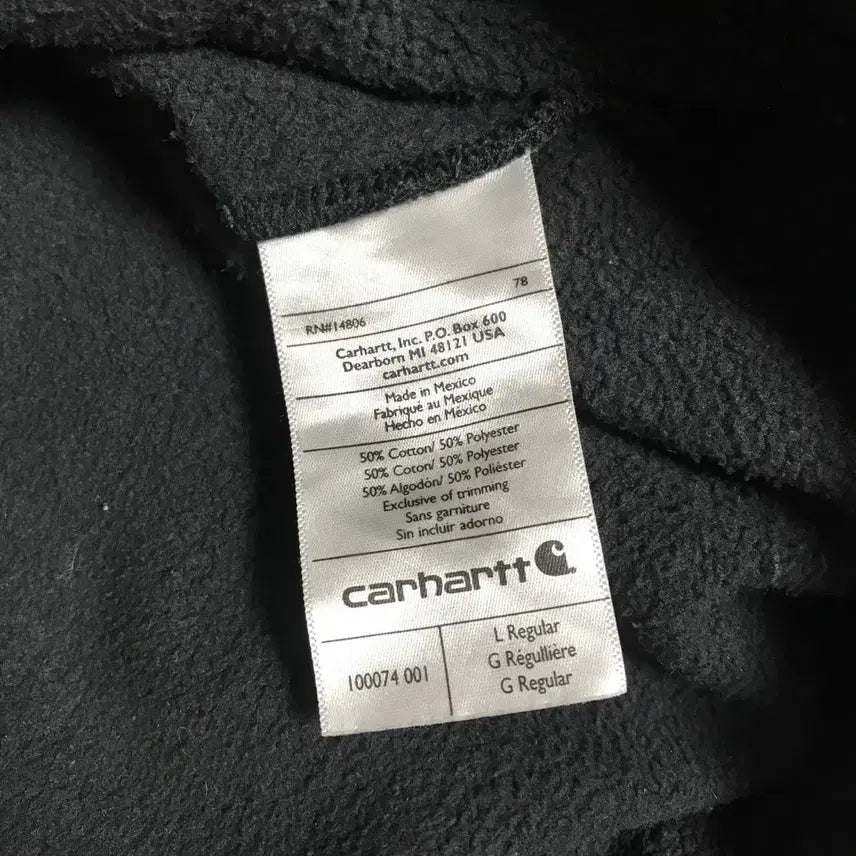 78
RN#14806
Carhartt, Inc. P.O. Box 600
Dearborn MI 48121 USA
carhartt.com
Made in Mexico
Fabriqué au Mexique
Hecho en México
50% Cotton/ 50% Polyester
50% Coton/ 50% Polyester
50% Algodón/ 50% Poliéster
Exclusive of trimming
Sans garniture
Sin incluir adorno
carhartt
100074 001
L Regular
G Régullière
G Regular